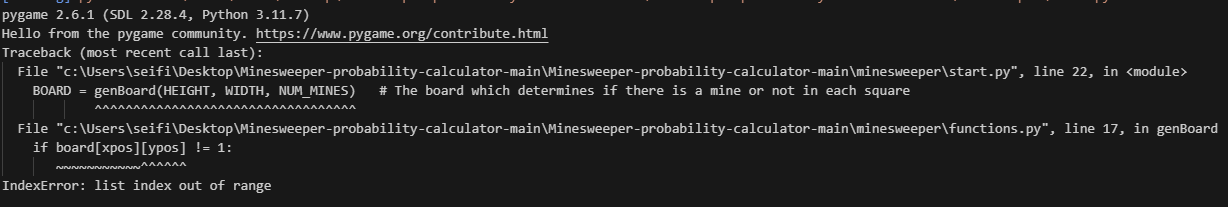 pygame 2.6.1 (SDL 2.28.4, Python 3.11.7)
Hello from the pygame community. https://www.pygame.org/contribute.html
Traceback (most recent call last):
  File "c:\Users\seifi\Desktop\Minesweeper-probability-calculator-main\Minesweeper-probability-calculator-main\minesweeper\start.py", line 22, in <module>
    BOARD = genBoard(HEIGHT, WIDTH, NUM_MINES)   # The board which determines if there is a mine or not in each square
            ^^^^^^^^^^^^^^^^^^^^^^^^^^^^^^^^^^
  File "c:\Users\seifi\Desktop\Minesweeper-probability-calculator-main\Minesweeper-probability-calculator-main\minesweeper\functions.py", line 17, in genBoard
    if board[xpos][ypos] != 1:
       ~~~~~~~~~~~^^^^^^
IndexError: list index out of range